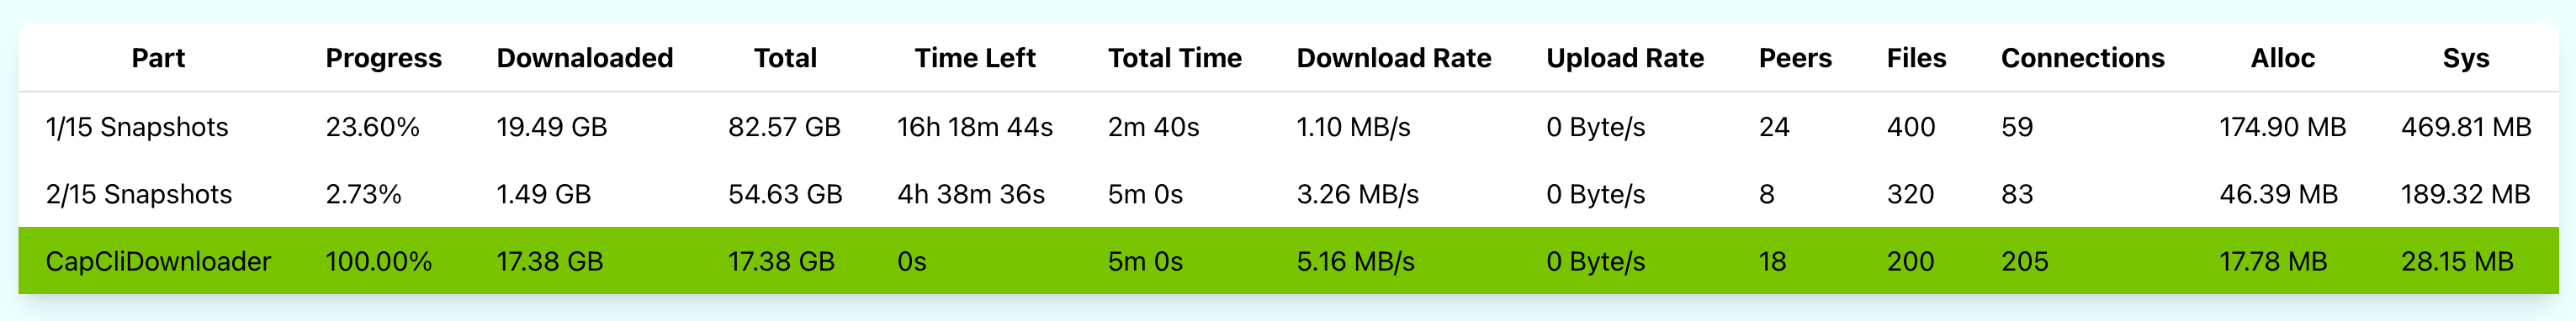 Part Progress Downaloaded Total Time Left Total Time Download Rate Upload Rate Peers Files Connections Alloc Sys
1/15 Snapshots 23.60% 19.49 GB 82.57 GB 16h 18m 44s 2m 40s 1.10 MB/s 0 Byte/s 24 400 59 174.90 MB 469.81 MB
2/15 Snapshots 2.73% 1.49 GB 54.63 GB 4h 38m 36s 5m 0s 3.26 MB/s 0 Byte/s 8 320 83 46.39 MB 189.32 MB
CapCliDownloader 100.00% 17.38 GB 17.38 GB 0s 5m 0s 5.16 MB/s 0 Byte/s 18 200 205 17.78 MB 28.15 MB